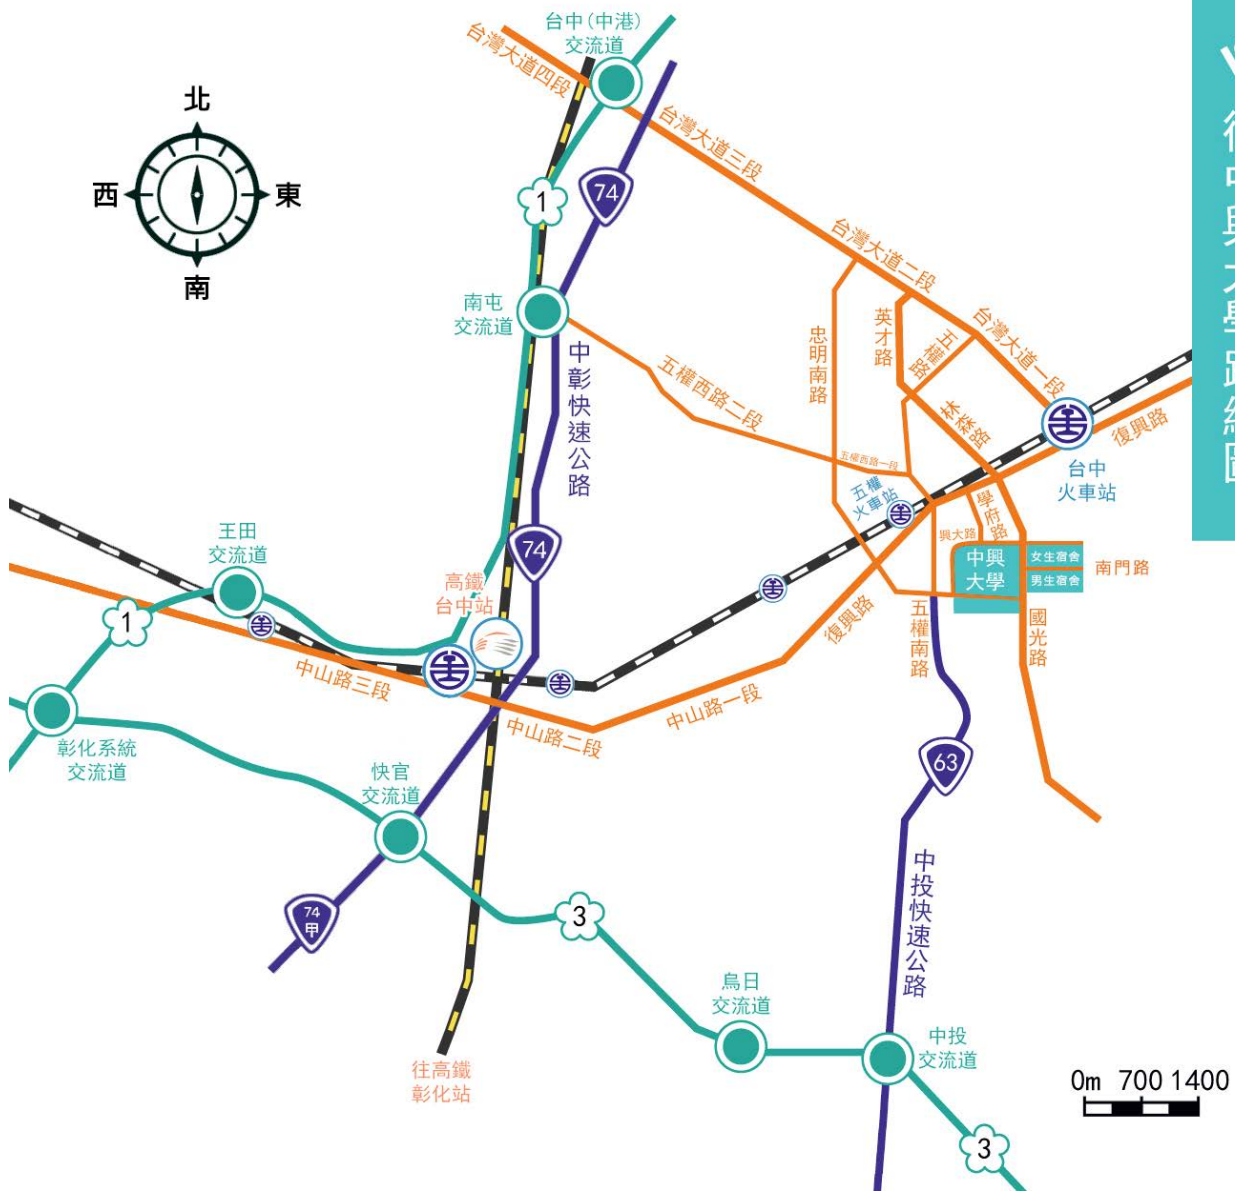 台中(中港)
交流道
台灣大道四段
台灣大道三段
北
西
東
南
74
1
台灣大道二段
南屯
交流道
中彰快速公路
忠明南路
英才路
五權路
台灣大道一段
五權西路二段
林森路
復興路
五權西路一段
台中
火車站
五權
火車站
學府路
興大路
中興
大學
女生宿舍
男生宿舍
南門路
王田
交流道
74
高鐵
台中站
1
復興路
五權南路
國光路
中山路三段
中山路二段
中山路一段
彰化系統
交流道
快官
交流道
63
74
甲
3
中投快速公路
烏日
交流道
中投
交流道
往高鐵
彰化站
0m 700 1400
3